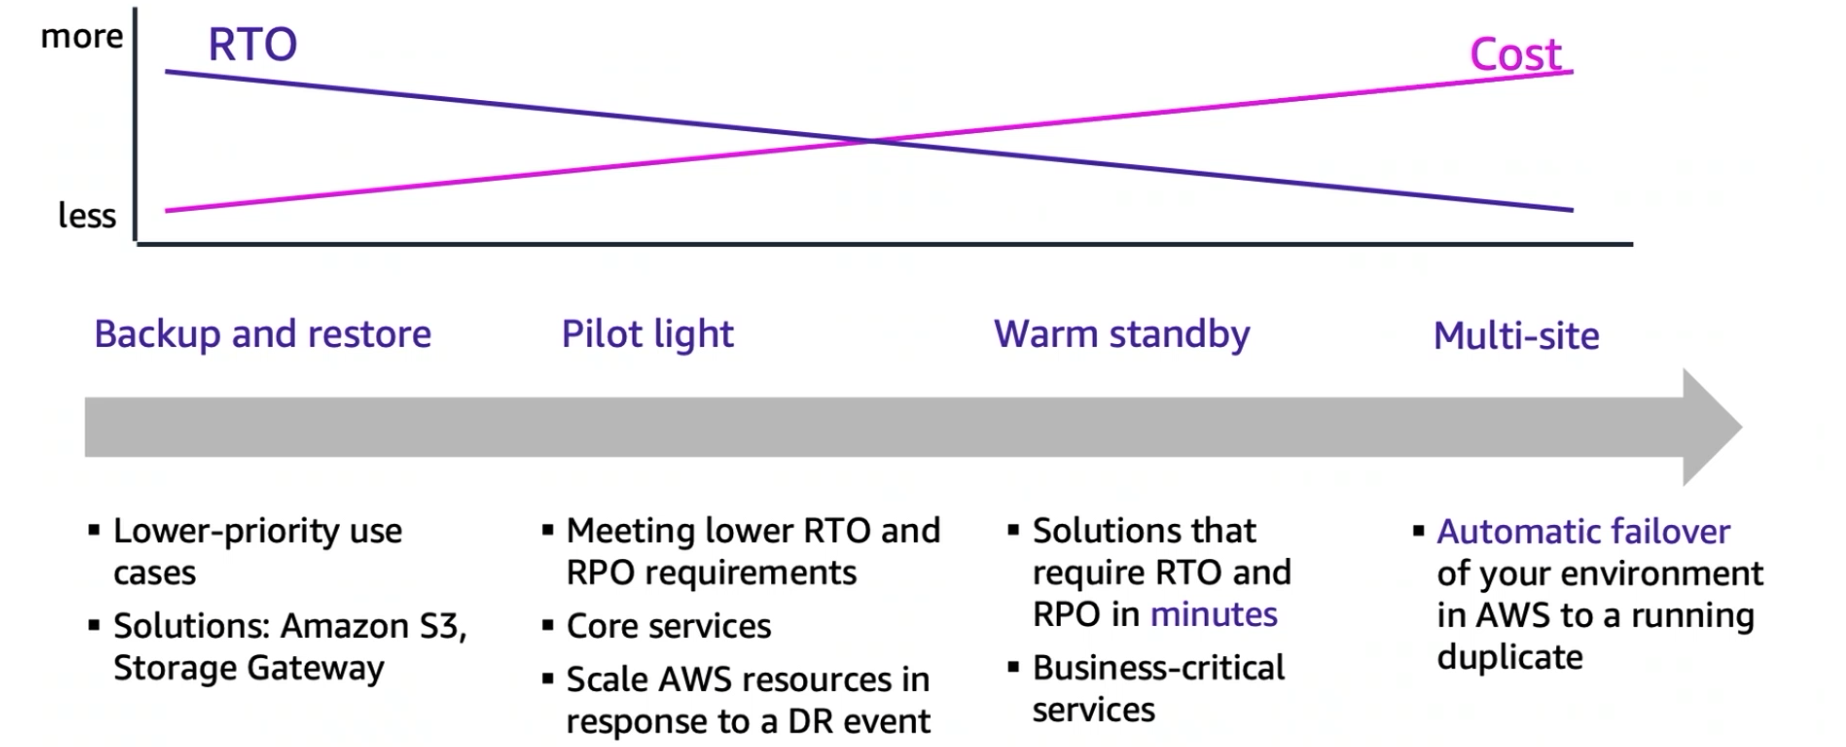 more
RTO
Cost
less
Backup and restore
Pilot light
Warm standby
Multi-site
▪ Lower-priority use
cases
▪ Solutions: Amazon S3,
Storage Gateway
▪ Meeting lower RTO and
RPO requirements
▪ Core services
▪ Scale AWS resources in
response to a DR event
▪ Solutions that
require RTO and
RPO in minutes
▪ Business-critical
services
▪ Automatic failover
of your environment
in AWS to a running
duplicate